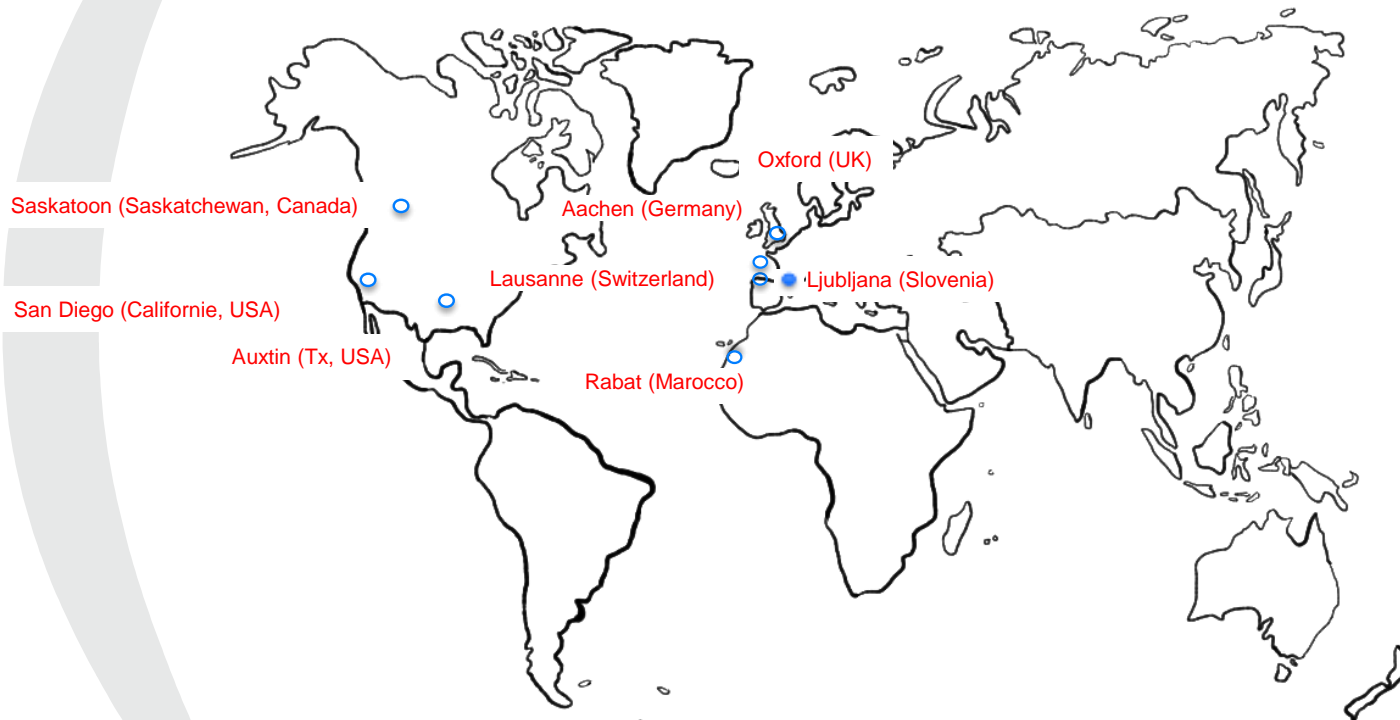 Oxford (UK)
Saskatoon (Saskatchewan, Canada)
Aachen (Germany)
Lausanne (Switzerland)
Ljubljana (Slovenia)
San Diego (Californie, USA)
Auxtin (Tx, USA)
Rabat (Marocco)